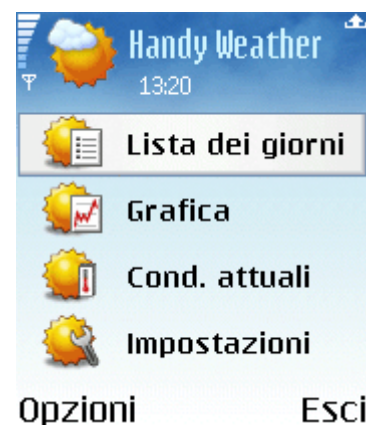 Handy Weather
13:20
Lista dei giorni
Grafica
Cond. attuali
Impostazioni
Opzioni Esci